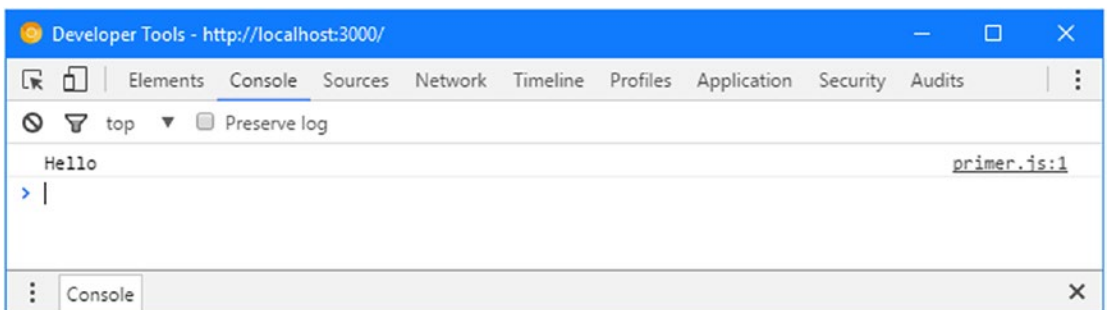 Developer Tools - http://localhost:3000/
Elements Console Sources Network Timeline Profiles Application Security Audits
top Preserve log
Hello primer.js:1
Console